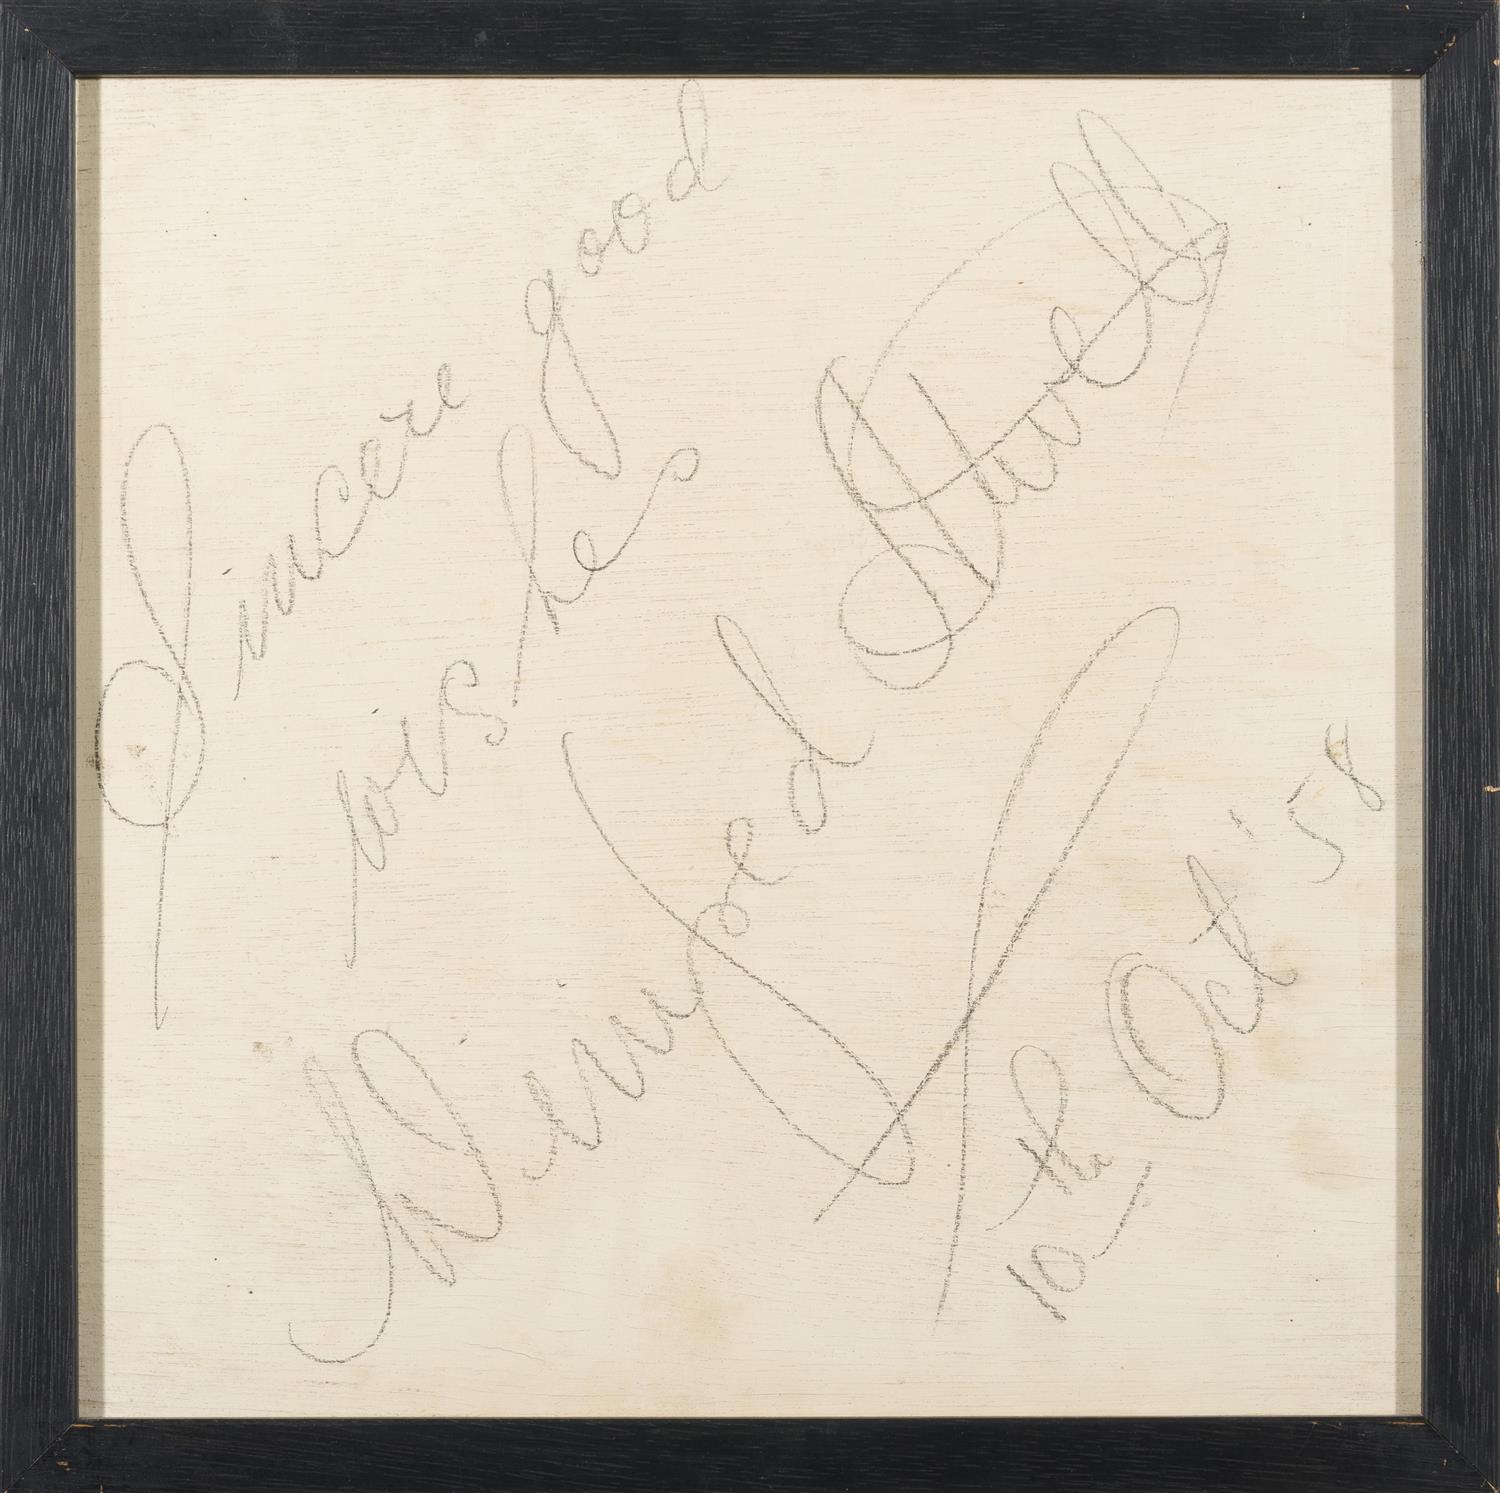 Sincere good
wishes
Winifred Atwell
10th Oct '58